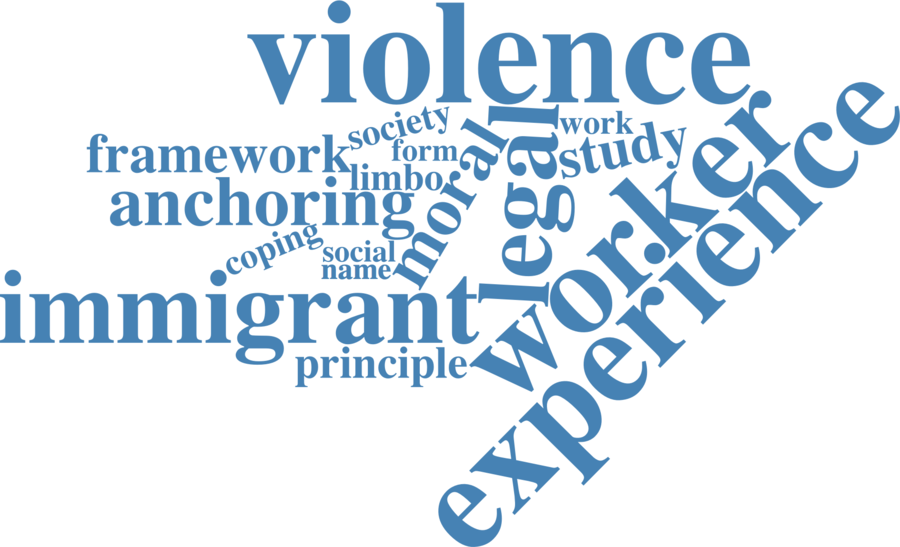 violence
society
work
framework
form
study
legal
moral
worker
limbo
anchoring
experience
coping
social
name
immigrant
principle